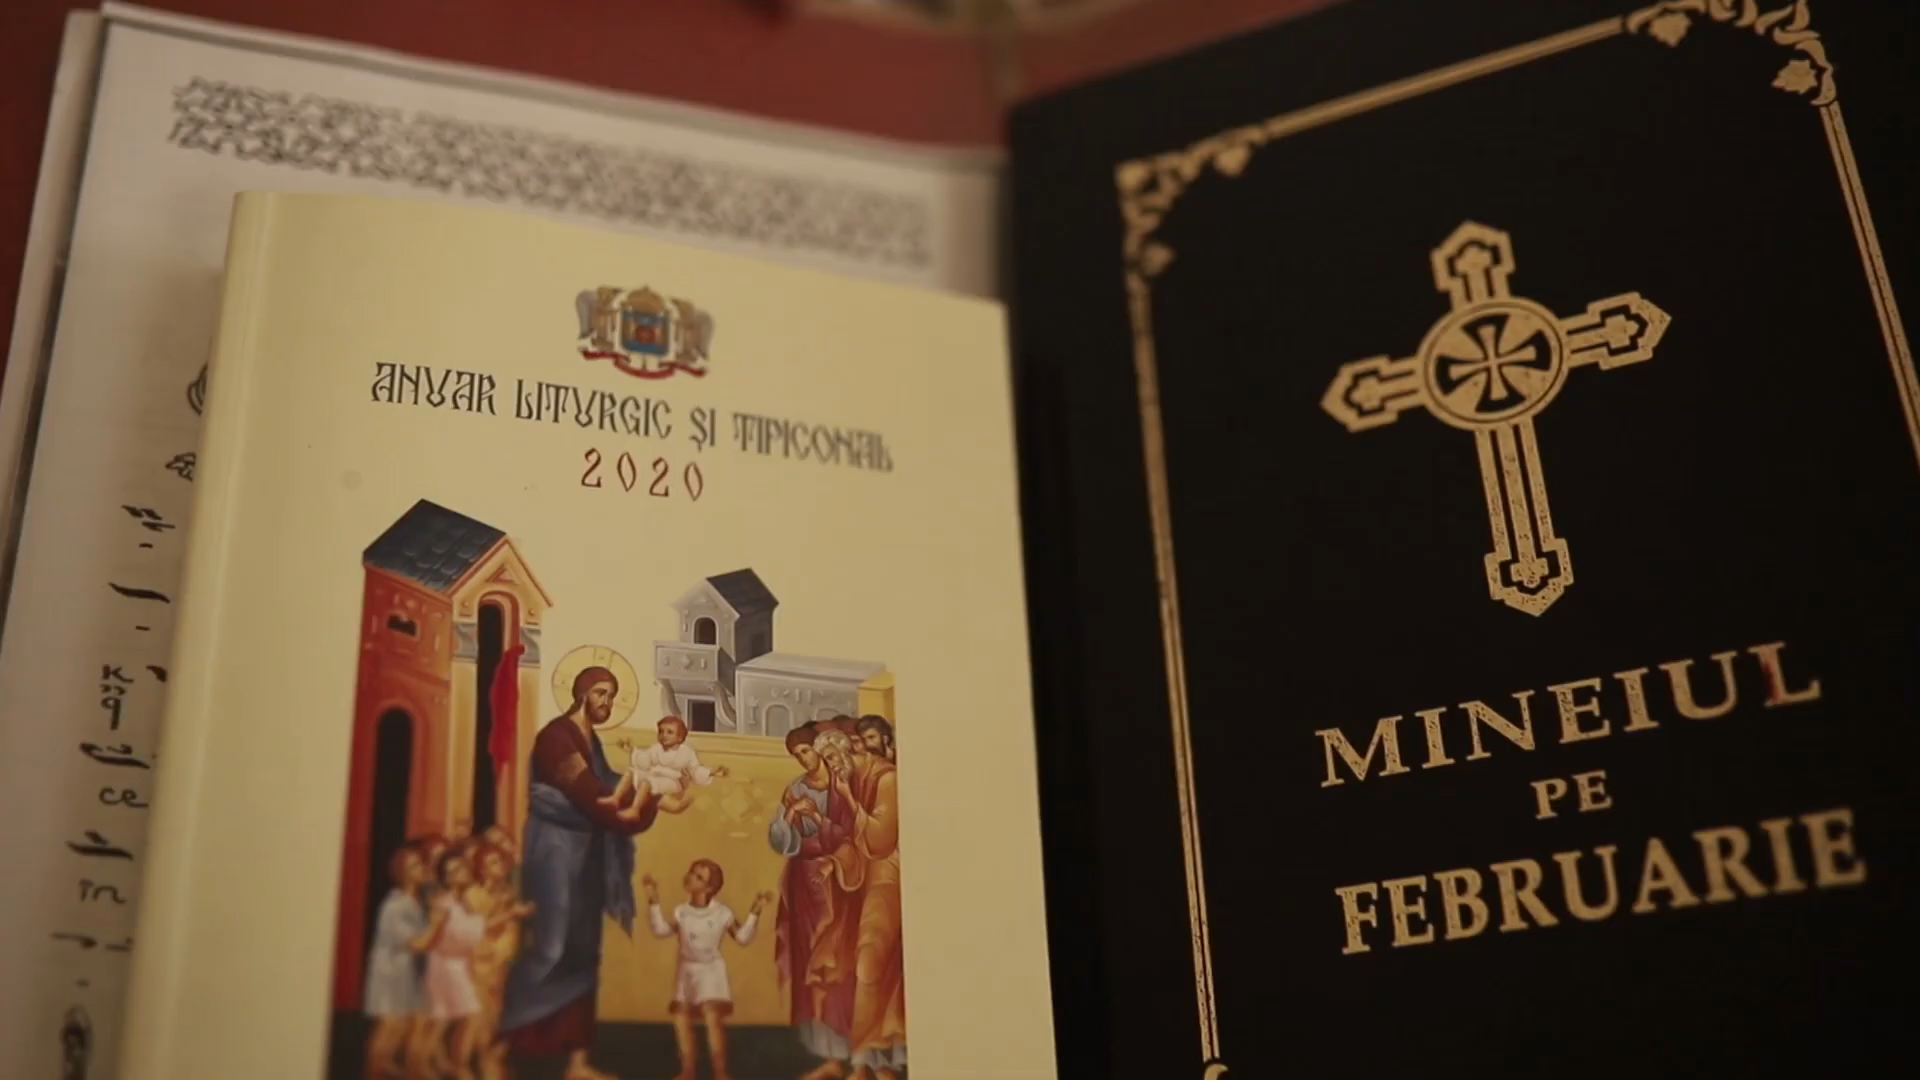 ANUAR LITURGIC ȘI TIPICONAL
2020
MINEIUL
PE
FEBRUARIE